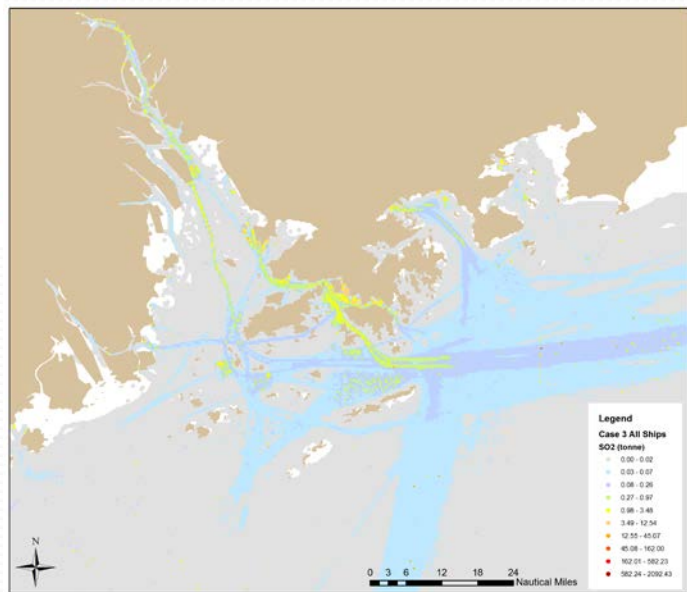 N
Legend
Case 3 All Ships
SO2 (tonne)
0.00 - 0.02
0.03 - 0.07
0.08 - 0.26
0.27 - 0.97
0.98 - 3.48
3.49 - 12.54
12.55 - 45.07
45.08 - 162.00
162.01 - 582.23
582.24 - 2092.43
0 3 6 12 18 24
Nautical Miles